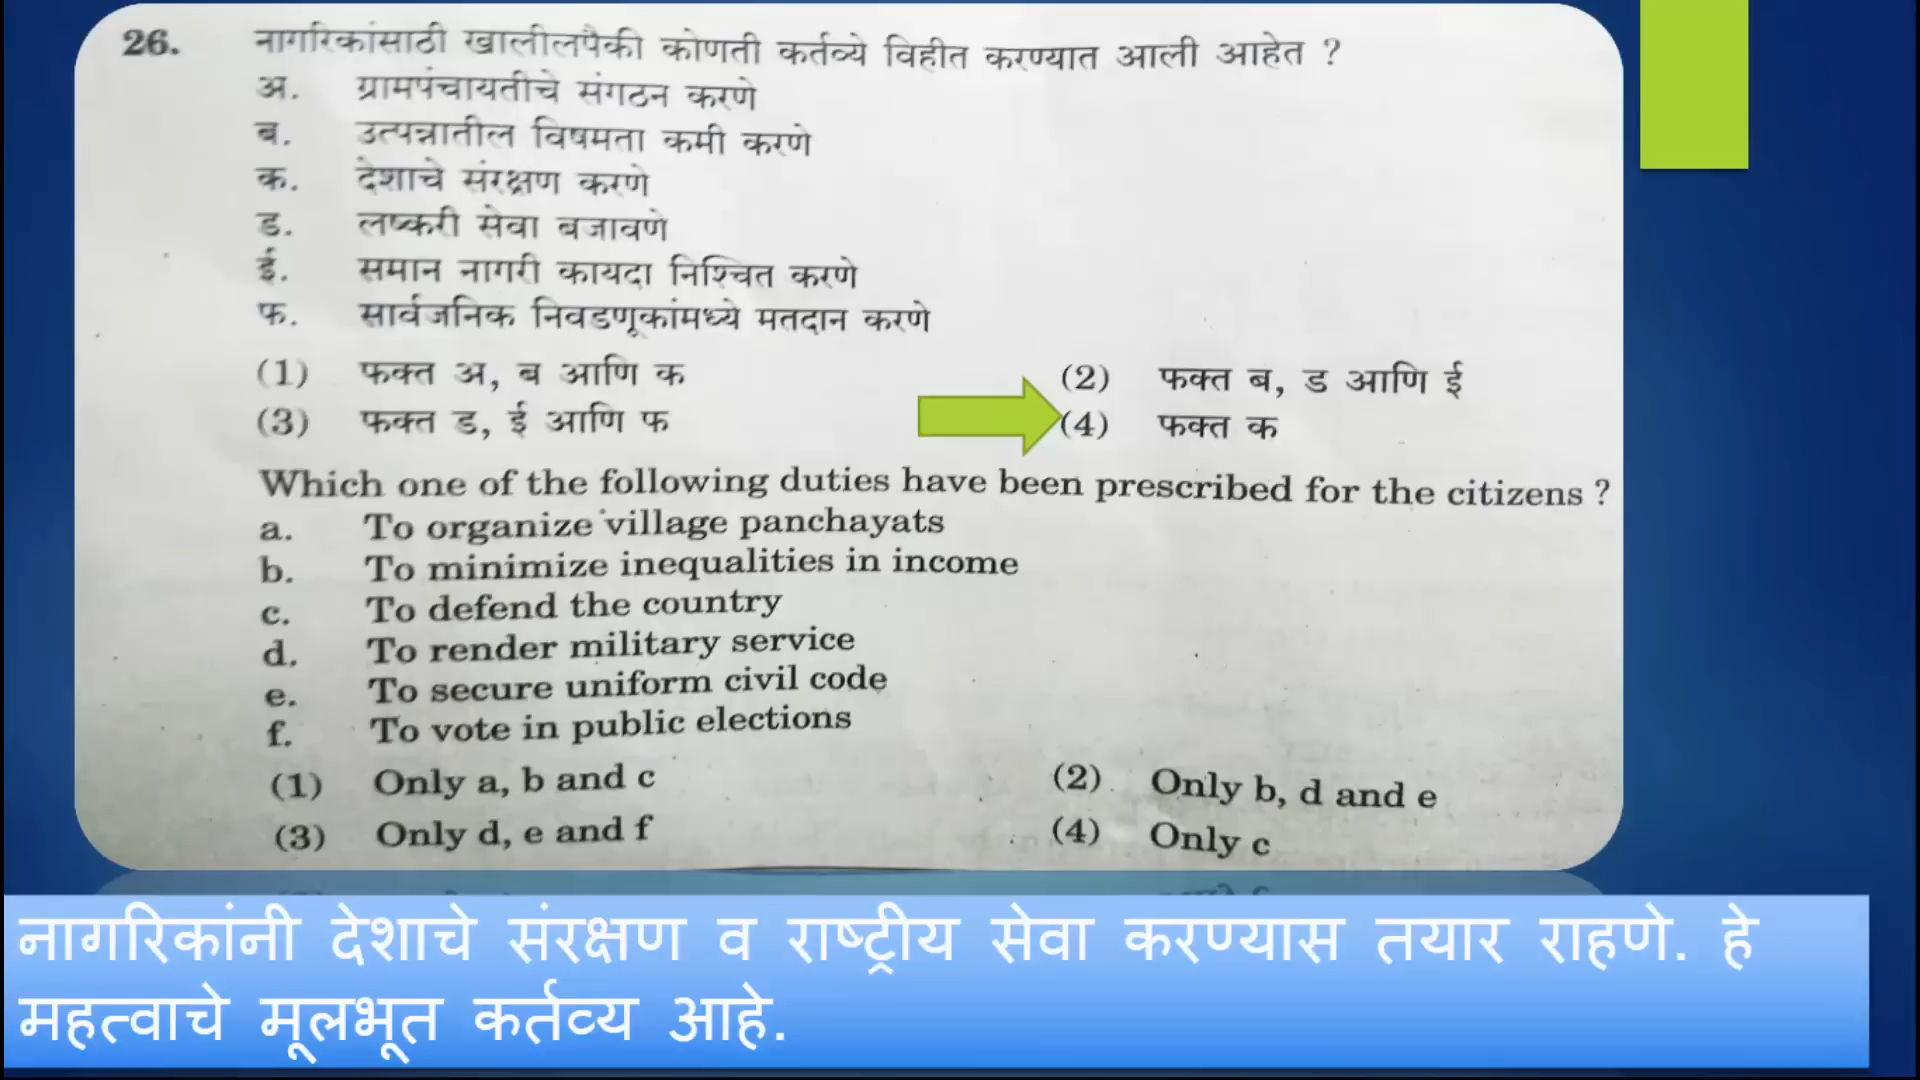 26. नागरिकांसाठी खालीलपैकी कोणती कर्तव्ये विहीत करण्यात आली आहेत ?
अ. ग्रामपंचायतीचे संगठन करणे
ब. उत्पन्नातील विषमता कमी करणे
क. देशाचे संरक्षण करणे
ड. लष्करी सेवा बजावणे
ई. समान नागरी कायदा निश्चित करणे
फ. सार्वजनिक निवडणूकांमध्ये मतदान करणे
(1) फक्त अ, ब आणि क (2) फक्त ब, ड आणि ई
(3) फक्त ड, ई आणि फ (4) फक्त क
Which one of the following duties have been prescribed for the citizens ?
a. To organize village panchayats
b. To minimize inequalities in income
c. To defend the country
d. To render military service
e. To secure uniform civil code
f. To vote in public elections
(1) Only a, b and c (2) Only b, d and e
(3) Only d, e and f (4) Only c
नागरिकांनी देशाचे संरक्षण व राष्ट्रीय सेवा करण्यास तयार राहणे. हे
महत्वाचे मूलभूत कर्तव्य आहे.